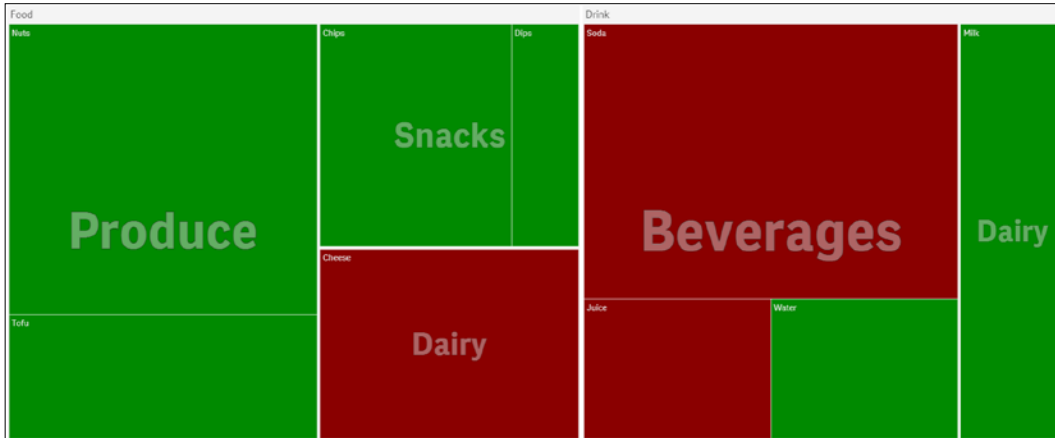 Food
Drink
Nuts
Chips
Dips
Soda
Milk
Snacks
Produce
Beverages
Dairy
Cheese
Juice
Water
Tofu
Dairy